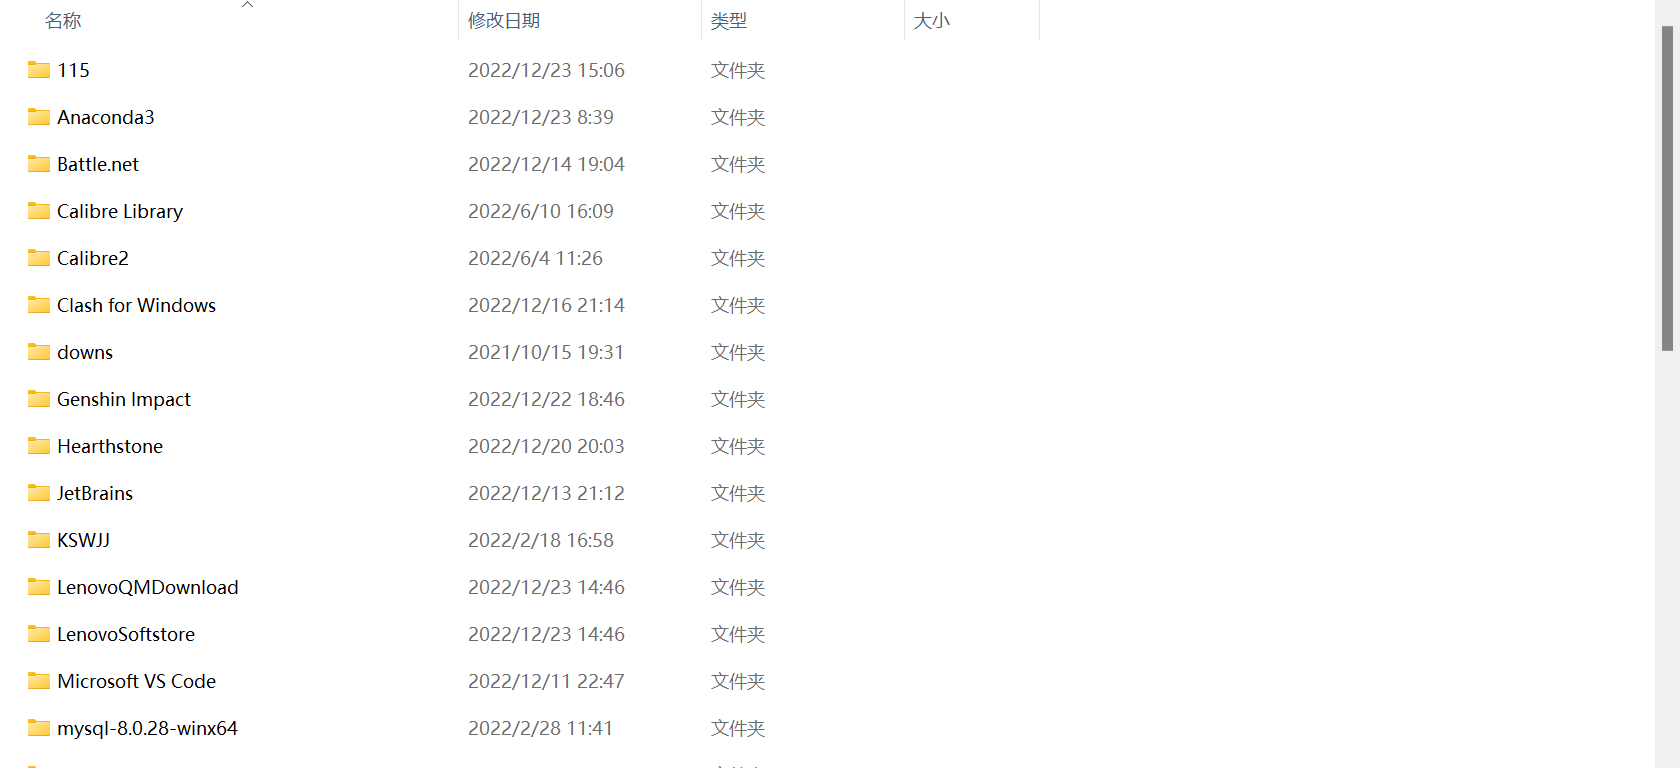 名称 修改日期 类型 大小
115 2022/12/23 15:06 文件夹
Anaconda3 2022/12/23 8:39 文件夹
Battle.net 2022/12/14 19:04 文件夹
Calibre Library 2022/6/10 16:09 文件夹
Calibre2 2022/6/4 11:26 文件夹
Clash for Windows 2022/12/16 21:14 文件夹
downs 2021/10/15 19:31 文件夹
Genshin Impact 2022/12/22 18:46 文件夹
Hearthstone 2022/12/20 20:03 文件夹
JetBrains 2022/12/13 21:12 文件夹
KSWJJ 2022/2/18 16:58 文件夹
LenovoQMDownload 2022/12/23 14:46 文件夹
LenovoSoftstore 2022/12/23 14:46 文件夹
Microsoft VS Code 2022/12/11 22:47 文件夹
mysql-8.0.28-winx64 2022/2/28 11:41 文件夹